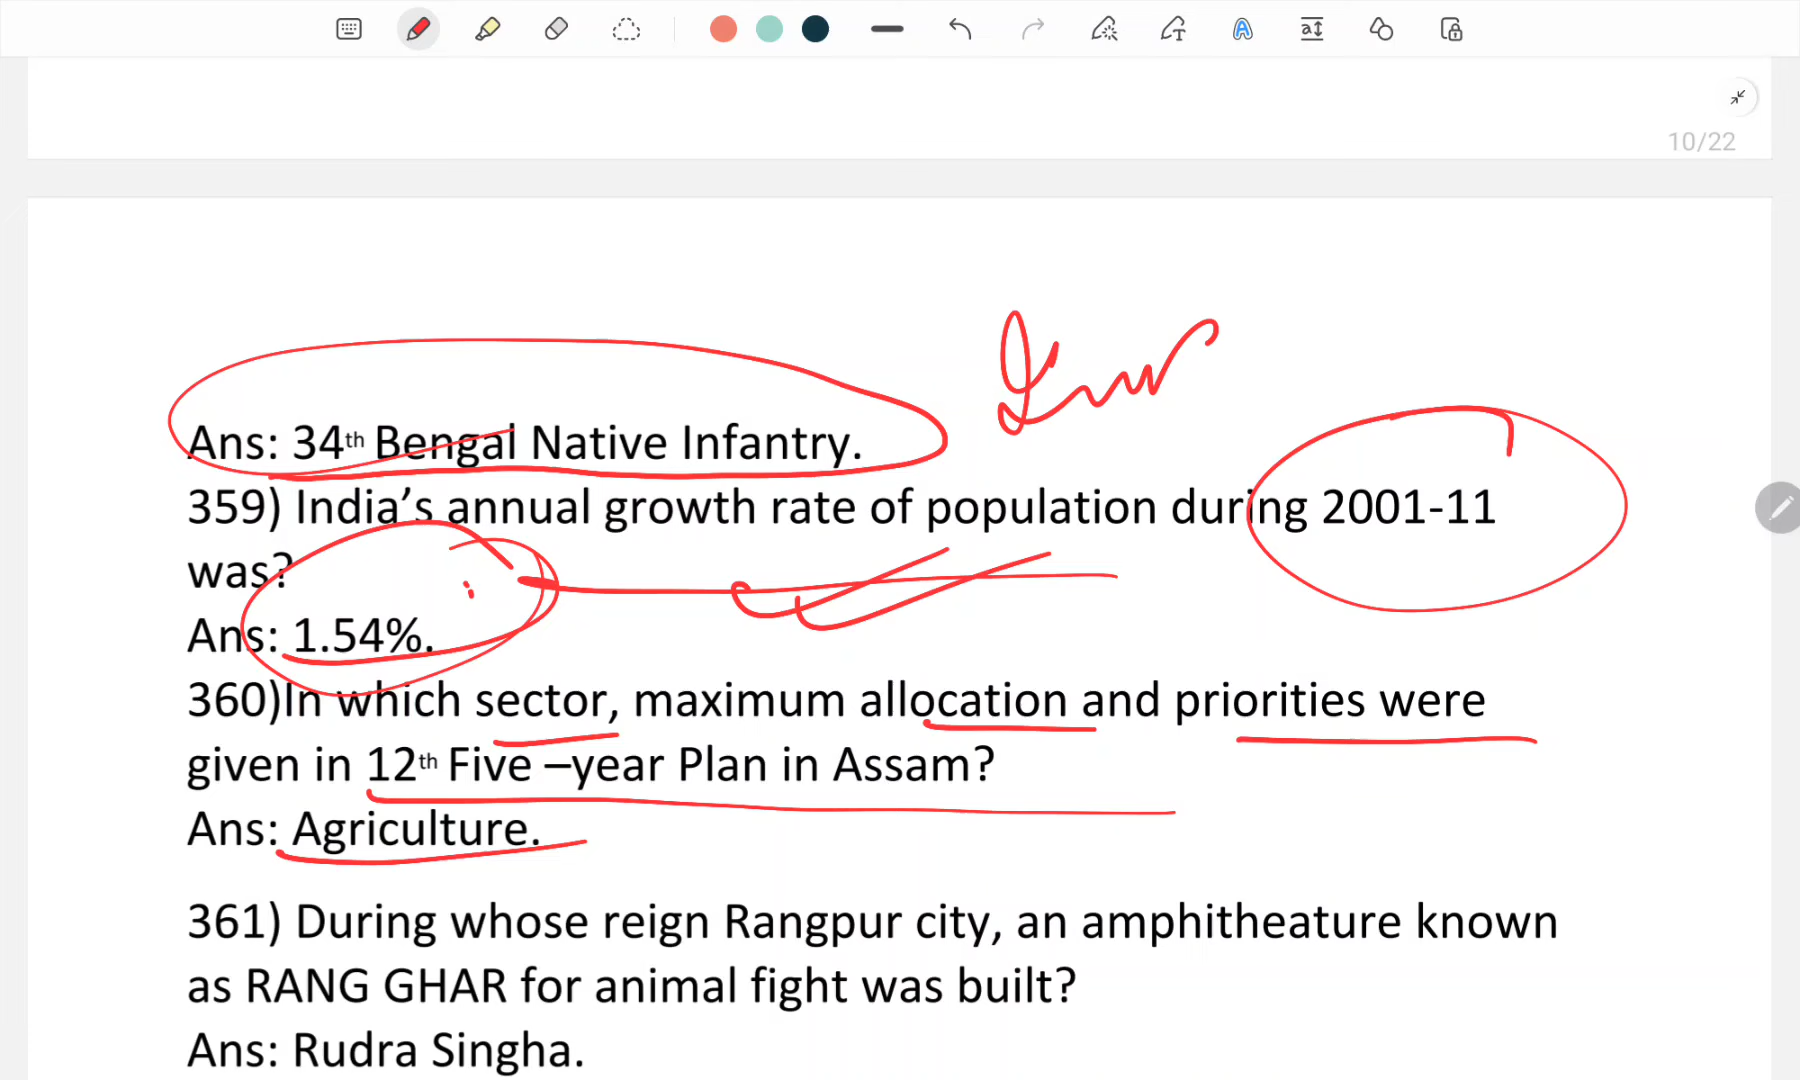 10/22
Ans: 34th Bengal Native Infantry.
359) India’s annual growth rate of population during 2001-11
was?
Ans: 1.54%.
360)In which sector, maximum allocation and priorities were
given in 12th Five –year Plan in Assam?
Ans: Agriculture.
361) During whose reign Rangpur city, an amphitheature known
as RANG GHAR for animal fight was built?
Ans: Rudra Singha.